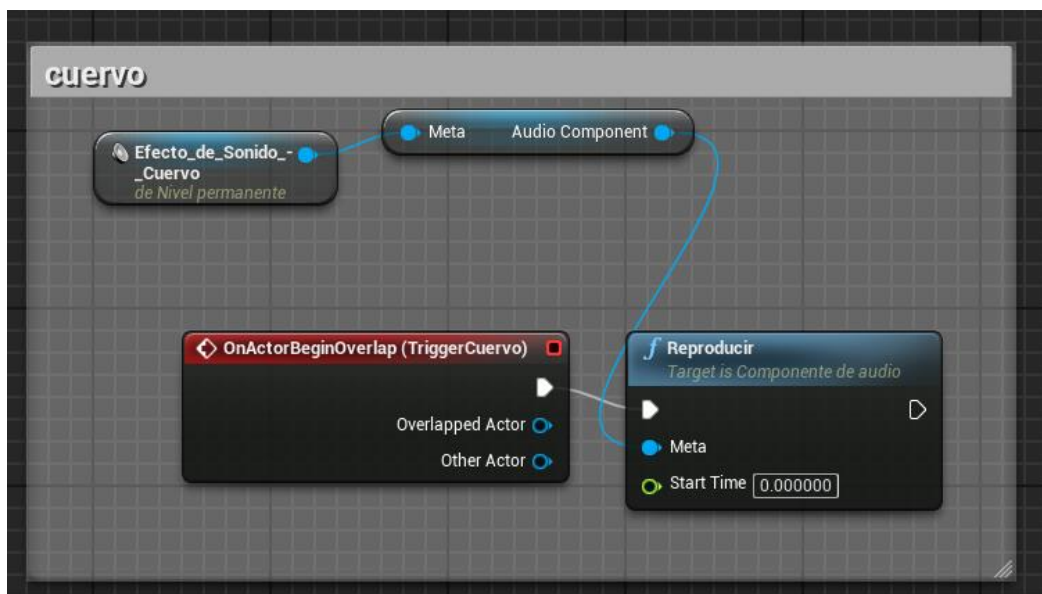 cuervo
Meta Audio Component
Efecto_de_Sonido_-
_Cuervo
de Nivel permanente
OnActorBeginOverlap (TriggerCuervo)
Overlapped Actor
Other Actor
f Reproducir
Target is Componente de audio
Meta
Start Time 0.000000